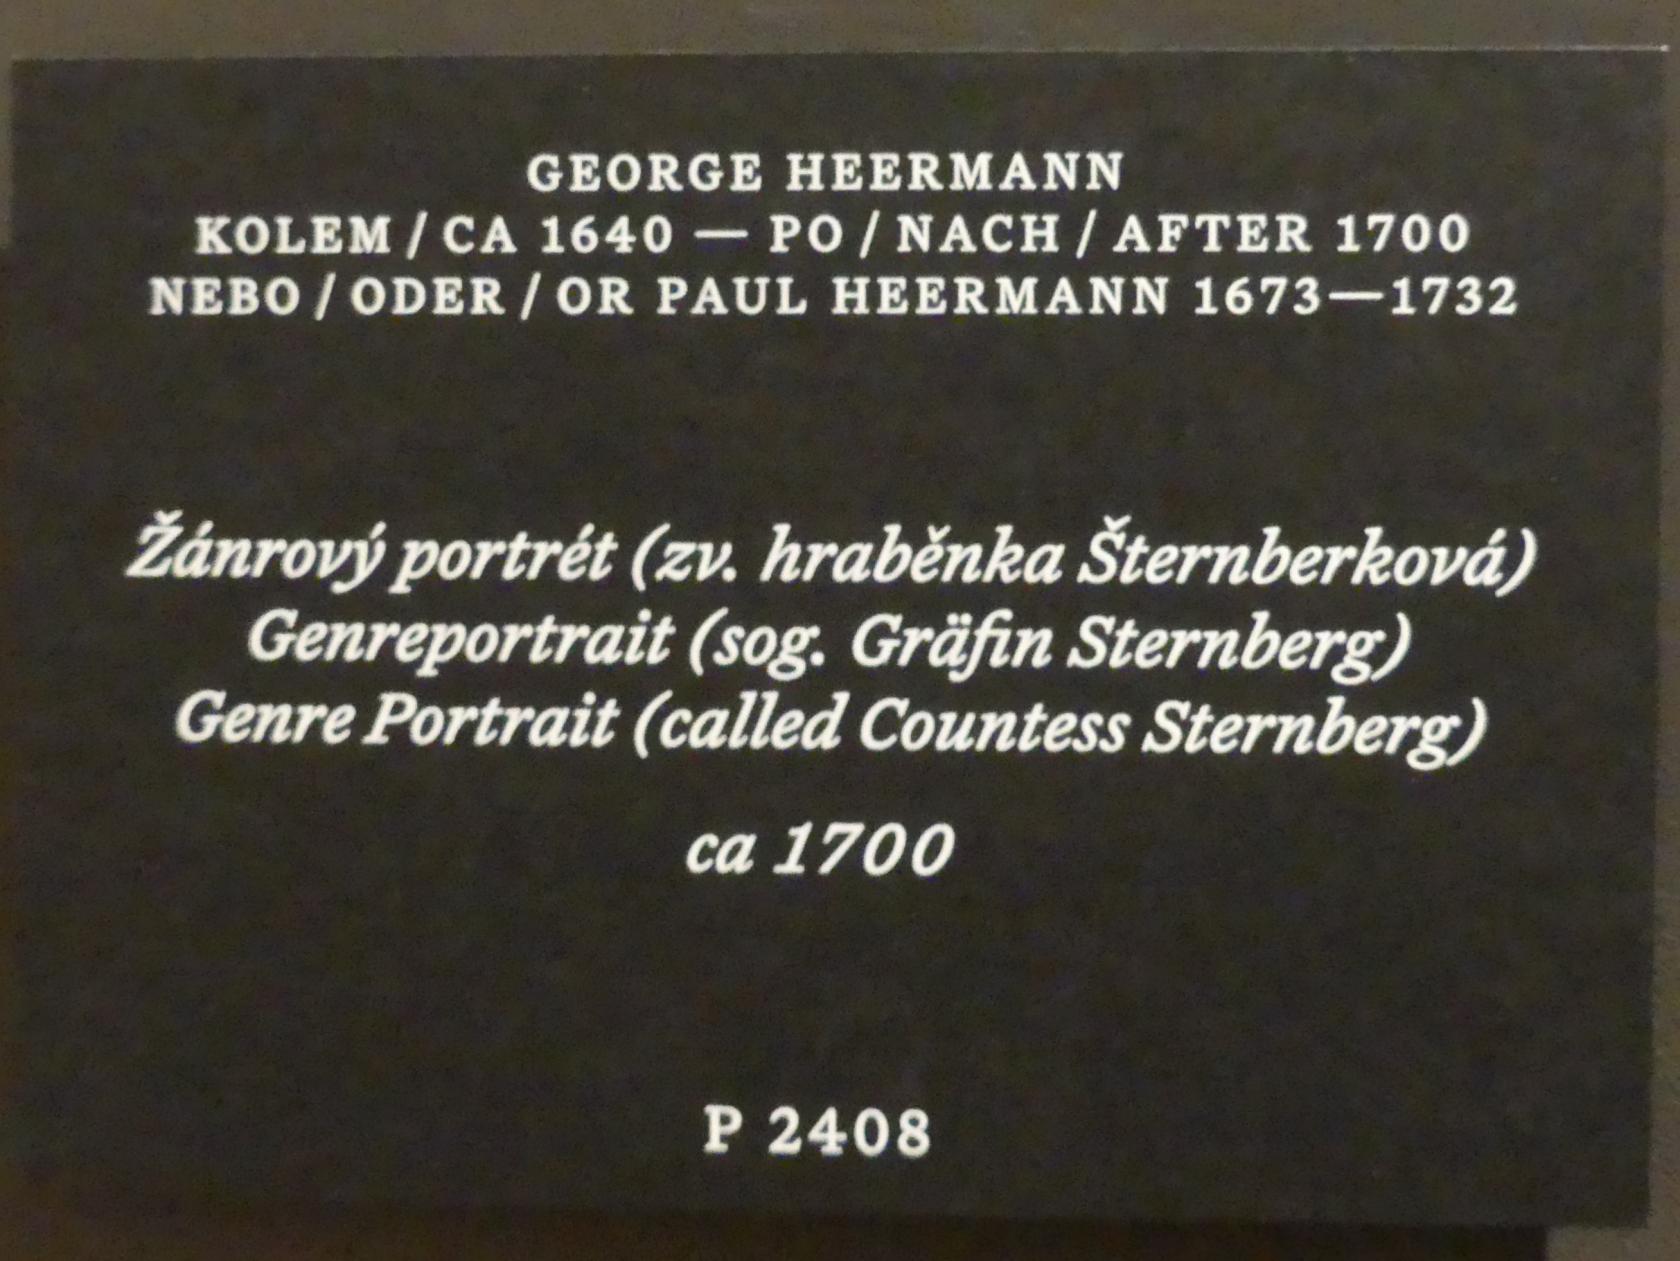 GEORGE HEERMANN
KOLEM / CA 1640 — PO / NACH / AFTER 1700
NEBO / ODER / OR PAUL HEERMANN 1673—1732
Žánrový portrét (zv. hraběnka Šternberková)
Genreportrait (sog. Gräfin Sternberg)
Genre Portrait (called Countess Sternberg)
ca 1700
P 2408